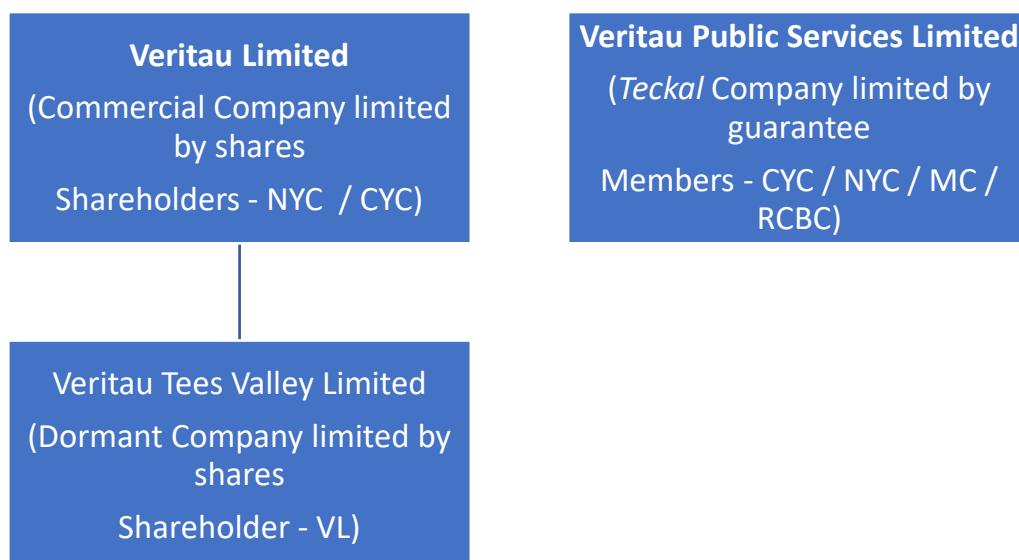 Veritau Limited
(Commercial Company limited
by shares
Shareholders - NYC / CYC)
Veritau Public Services Limited
(Teckal Company limited by
guarantee
Members - CYC / NYC / MC /
RCBC)
Veritau Tees Valley Limited
(Dormant Company limited by
shares
Shareholder - VL)